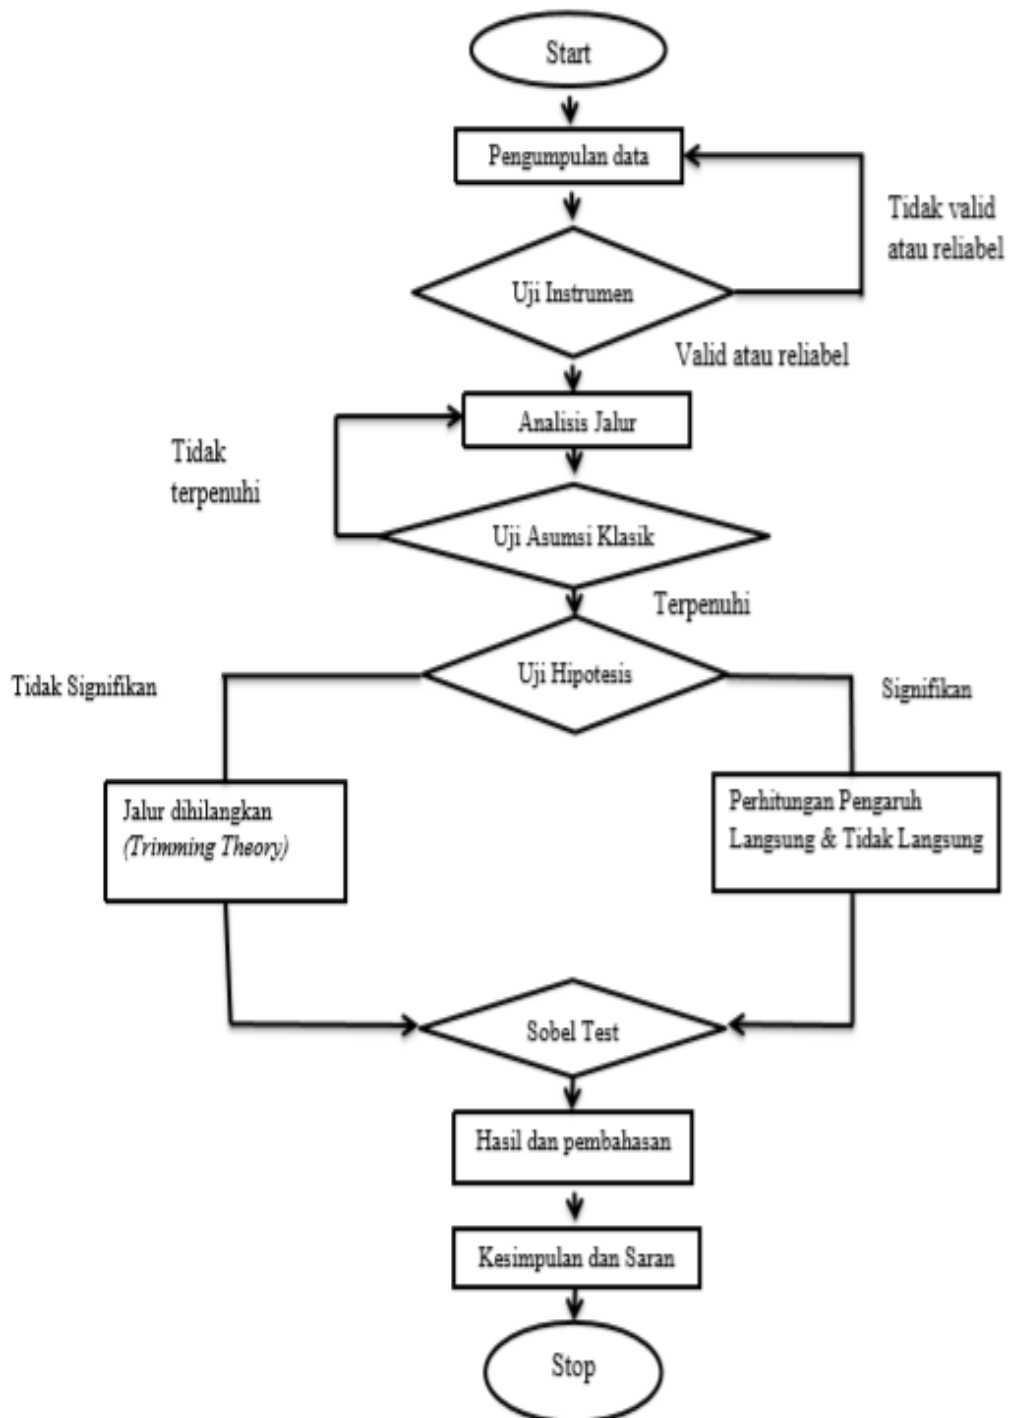 Start
Pengumpulan data
Tidak valid
atau reliabel
Uji Instrumen
Valid atau reliabel
Analisis Jalur
Tidak
terpenuhi
Uji Asumsi Klasik
Terpenuhi
Uji Hipotesis
Tidak Signifikan
Signifikan
Jalur dihilangkan
(Trimming Theory)
Perhitungan Pengaruh
Langsung & Tidak Langsung
Sobel Test
Hasil dan pembahasan
Kesimpulan dan Saran
Stop